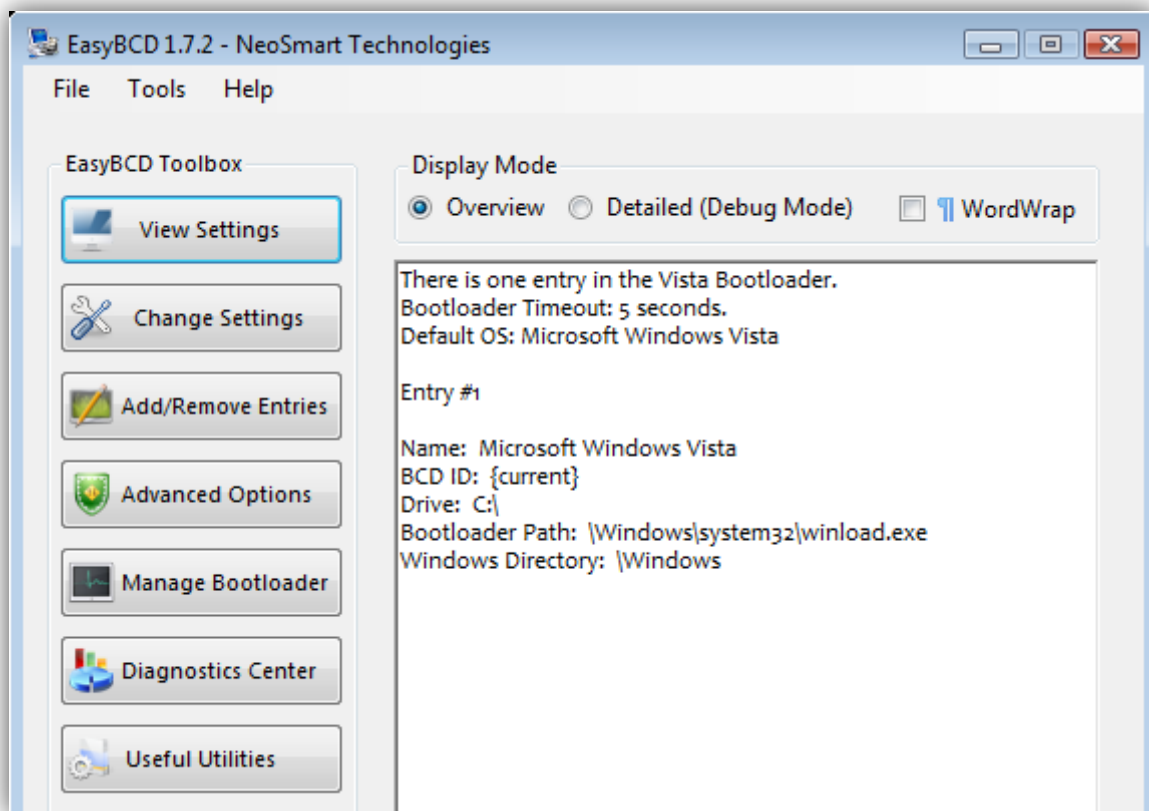 EasyBCD 1.7.2 - NeoSmart Technologies
File Tools Help
EasyBCD Toolbox
View Settings
Change Settings
Add/Remove Entries
Advanced Options
Manage Bootloader
Diagnostics Center
Useful Utilities
Display Mode
Overview Detailed (Debug Mode) ¶ WordWrap
There is one entry in the Vista Bootloader.
Bootloader Timeout: 5 seconds.
Default OS: Microsoft Windows Vista
Entry #1
Name: Microsoft Windows Vista
BCD ID: {current}
Drive: C:\
Bootloader Path: \Windows\system32\winload.exe
Windows Directory: \Windows